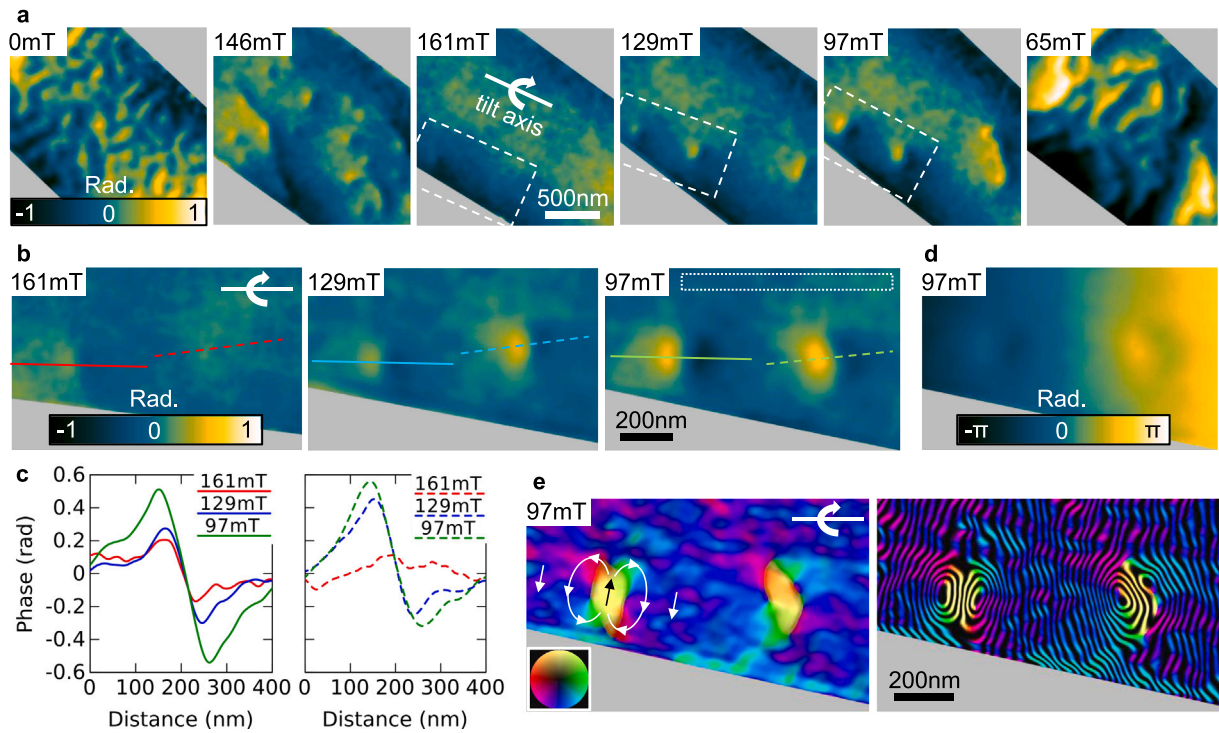 a
0mT
146mT
161mT
129mT
97mT
65mT
tilt axis
Rad.
-1 0 1
500nm
b
161mT
129mT
97mT
Rad.
-1 0 1
200nm
d
97mT
Rad.
-π 0 π
c
0.6
0.4
0.2
0
-0.2
-0.4
-0.6
Phase (rad)
161mT
129mT
97mT
0 100 200 300 400
Distance (nm)
161mT
129mT
97mT
0 100 200 300 400
Distance (nm)
e
97mT
200nm